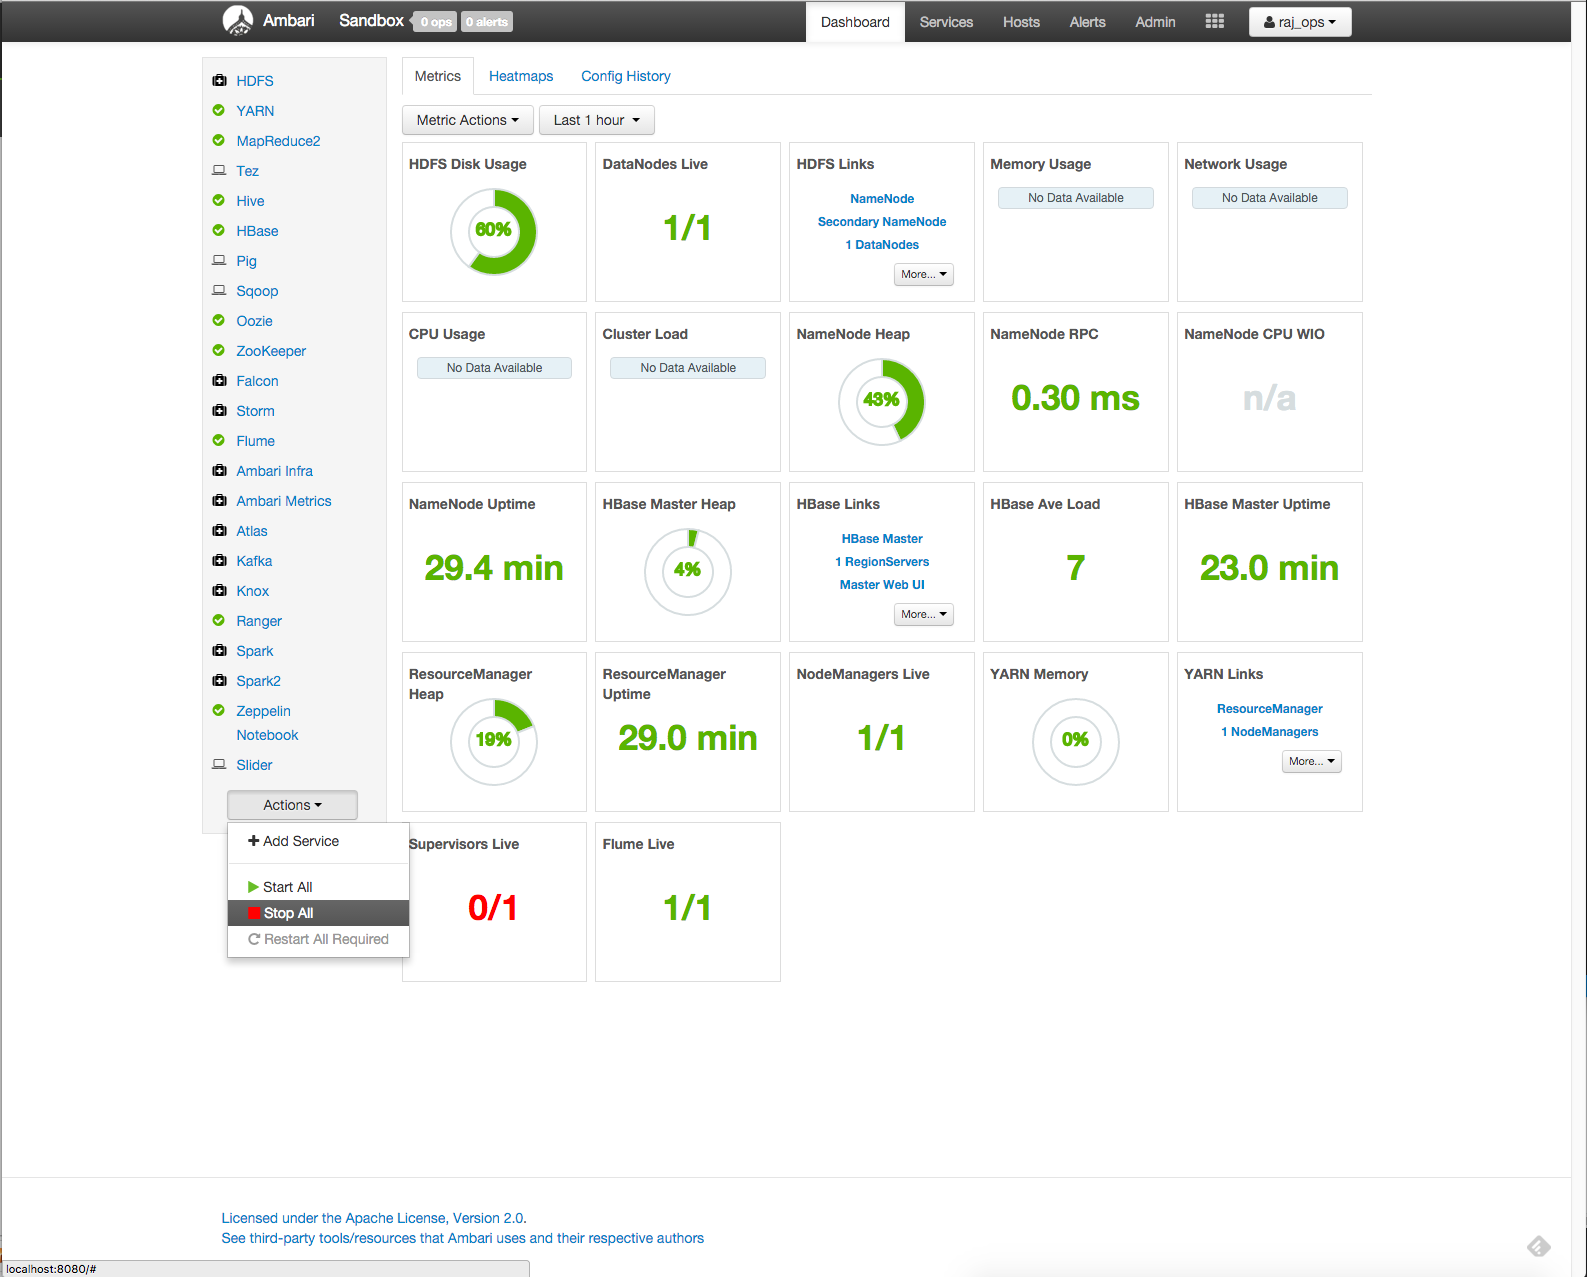 Ambari Sandbox 0 ops 0 alerts Dashboard Services Hosts Alerts Admin raj_ops
HDFS
YARN
MapReduce2
Tez
Hive
HBase
Pig
Sqoop
Oozie
ZooKeeper
Falcon
Storm
Flume
Ambari Infra
Ambari Metrics
Atlas
Kafka
Knox
Ranger
Spark
Spark2
Zeppelin
Notebook
Slider
Actions
Add Service
Start All
Stop All
Restart All Required
Metrics Heatmaps Config History
Metric Actions Last 1 hour
HDFS Disk Usage
60%
DataNodes Live
1/1
HDFS Links
NameNode
Secondary NameNode
1 DataNodes
More...
Memory Usage
No Data Available
Network Usage
No Data Available
CPU Usage
No Data Available
Cluster Load
No Data Available
NameNode Heap
43%
NameNode RPC
0.30 ms
NameNode CPU WIO
n/a
NameNode Uptime
29.4 min
HBase Master Heap
4%
HBase Links
HBase Master
1 RegionServers
Master Web UI
More...
HBase Ave Load
7
HBase Master Uptime
23.0 min
ResourceManager
Heap
19%
ResourceManager
Uptime
29.0 min
NodeManagers Live
1/1
YARN Memory
0%
YARN Links
ResourceManager
1 NodeManagers
More...
Supervisors Live
0/1
Flume Live
1/1
Licensed under the Apache License, Version 2.0.
See third-party tools/resources that Ambari uses and their respective authors
localhost:8080/#